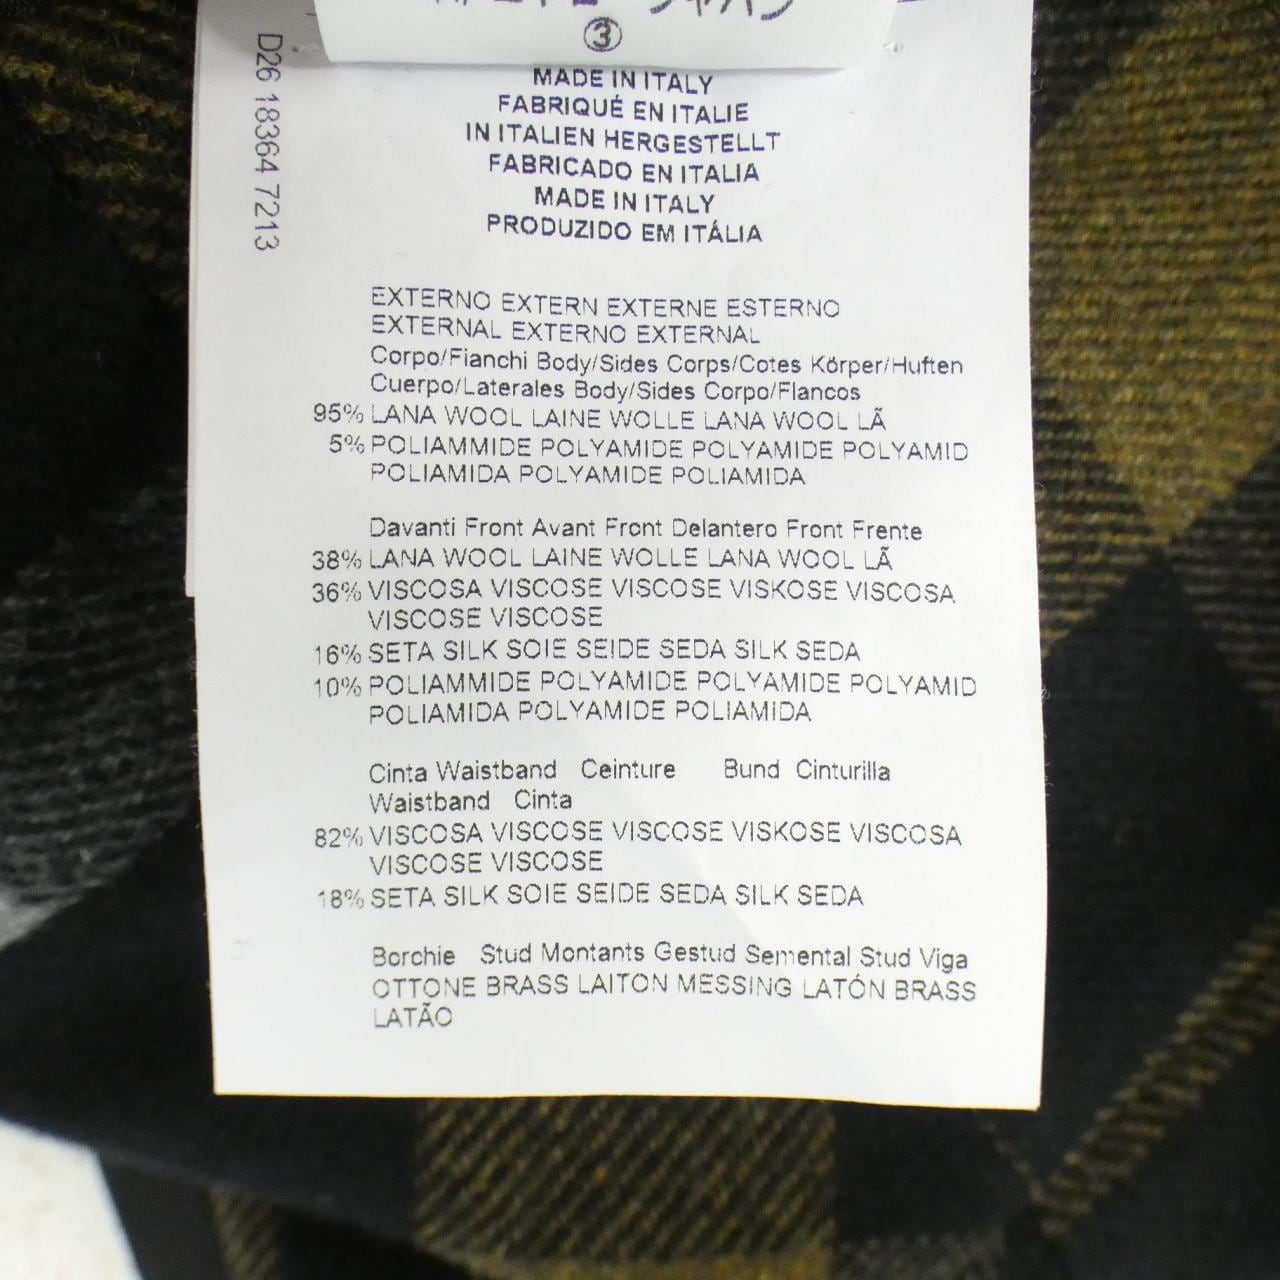 ジャパン
③
MADE IN ITALY
FABRIQUÉ EN ITALIE
IN ITALIEN HERGESTELLT
FABRICADO EN ITALIA
MADE IN ITALY
PRODUZIDO EM ITÁLIA
D26 18364 7213
EXTERNO EXTERN EXTERNE ESTERNO
EXTERNAL EXTERNO EXTERNAL
Corpo/Fianchi Body/Sides Corps/Cotes Körper/Huften
Cuerpo/Laterales Body/Sides Corpo/Flancos
95% LANA WOOL LAINE WOLLE LANA WOOL LÃ
5% POLIAMMIDE POLYAMIDE POLYAMIDE POLYAMID
POLIAMIDA POLYAMIDE POLIAMIDA
Davanti Front Avant Front Delantero Front Frente
38% LANA WOOL LAINE WOLLE LANA WOOL LÃ
36% VISCOSA VISCOSE VISCOSE VISKOSE VISCOSA
VISCOSE VISCOSE
16% SETA SILK SOIE SEIDE SEDA SILK SEDA
10% POLIAMMIDE POLYAMIDE POLYAMIDE POLYAMID
POLIAMIDA POLYAMIDE POLIAMIDA
Cinta Waistband Ceinture Bund Cinturilla
Waistband Cinta
82% VISCOSA VISCOSE VISCOSE VISKOSE VISCOSA
VISCOSE VISCOSE
18% SETA SILK SOIE SEIDE SEDA SILK SEDA
Borchie Stud Montants Gestud Semental Stud Viga
OTTONE BRASS LAITON MESSING LATÓN BRASS
LATÃO